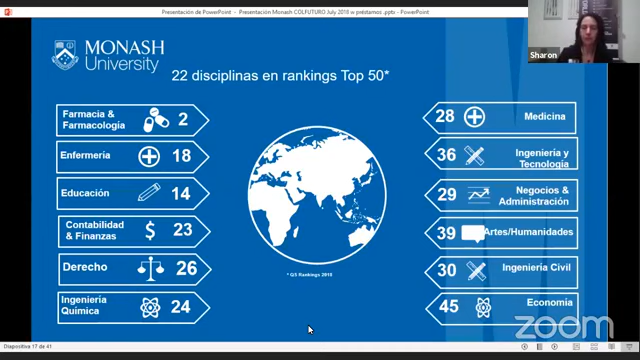 Presentación de PowerPoint - Presentación Monash COLFUTURO July 2018 w préstamos .pptx - PowerPoint
Sharon
MONASH
University
22 disciplinas en rankings Top 50*
Farmacia &
Farmacología
2
Enfermería
18
Educación
14
Contabilidad
& Finanzas
$
23
Derecho
26
Ingeniería
Química
24
28
Medicina
36
Ingeniería y
Tecnología
29
Negocios &
Administración
39
Artes/Humanidades
30
Ingeniería Civil
45
Economía
* QS Rankings 2018
zoom
Diapositiva 17 de 41